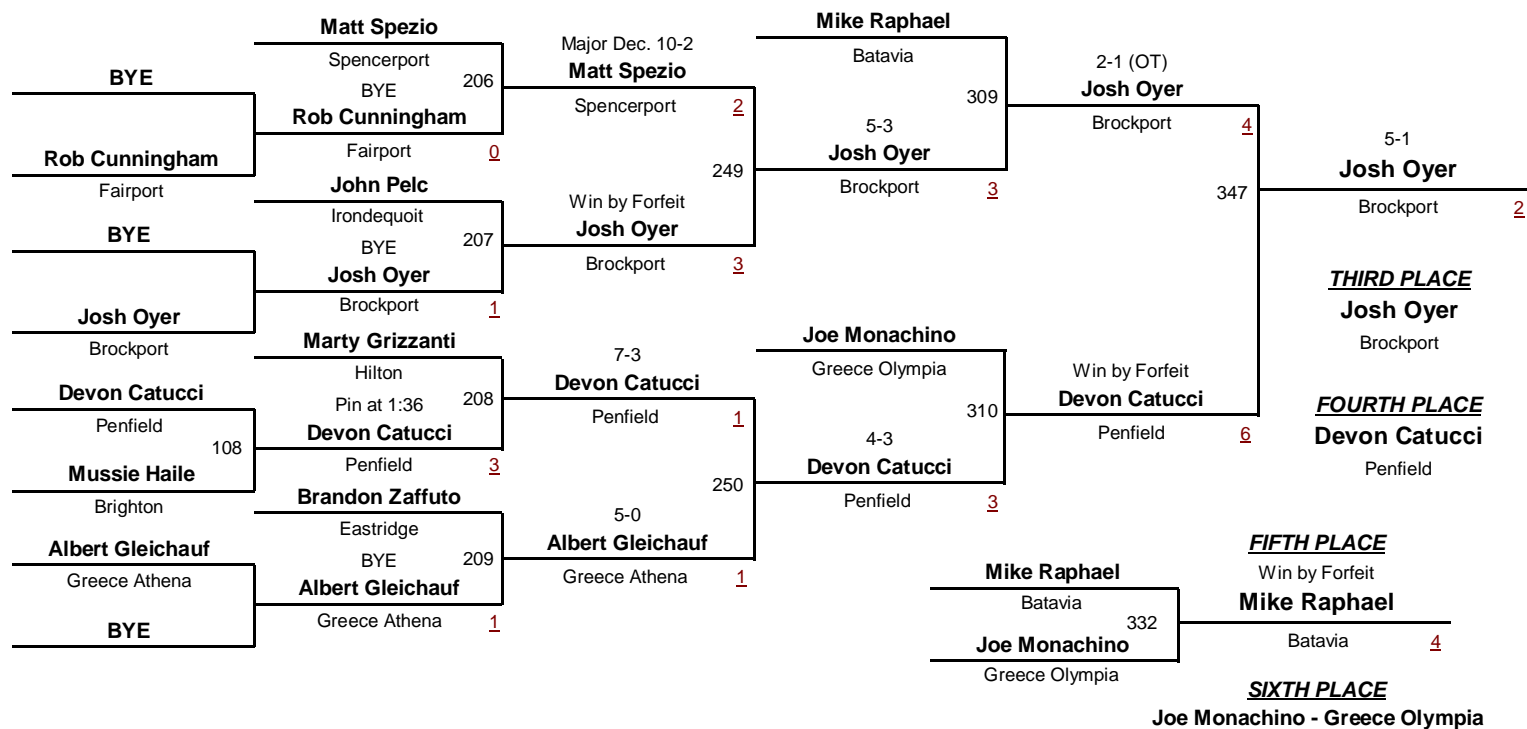 BYE
Rob Cunningham
Fairport
BYE
Josh Oyer
Brockport
Devon Catucci
Penfield
108
Mussie Haile
Brighton
Albert Gleichauf
Greece Athena
BYE
Matt Spezio
Spencerport
BYE
206
Rob Cunningham
Fairport
0
John Pelc
Irondequoit
BYE
207
Josh Oyer
Brockport
1
Marty Grizzanti
Hilton
Pin at 1:36
208
Devon Catucci
Penfield
3
Brandon Zaffuto
Eastridge
BYE
209
Albert Gleichauf
Greece Athena
1
Major Dec. 10-2
Matt Spezio
Spencerport
2
249
Win by Forfeit
Josh Oyer
Brockport
3
7-3
Devon Catucci
Penfield
1
250
5-0
Albert Gleichauf
Greece Athena
1
Mike Raphael
Batavia
309
5-3
Josh Oyer
Brockport
3
Joe Monachino
Greece Olympia
310
4-3
Devon Catucci
Penfield
3
2-1 (OT)
Josh Oyer
Brockport
4
347
Win by Forfeit
Devon Catucci
Penfield
6
5-1
Josh Oyer
Brockport
2
THIRD PLACE
Josh Oyer
Brockport
FOURTH PLACE
Devon Catucci
Penfield
Mike Raphael
Batavia
332
Joe Monachino
Greece Olympia
FIFTH PLACE
Win by Forfeit
Mike Raphael
Batavia
4
SIXTH PLACE
Joe Monachino - Greece Olympia